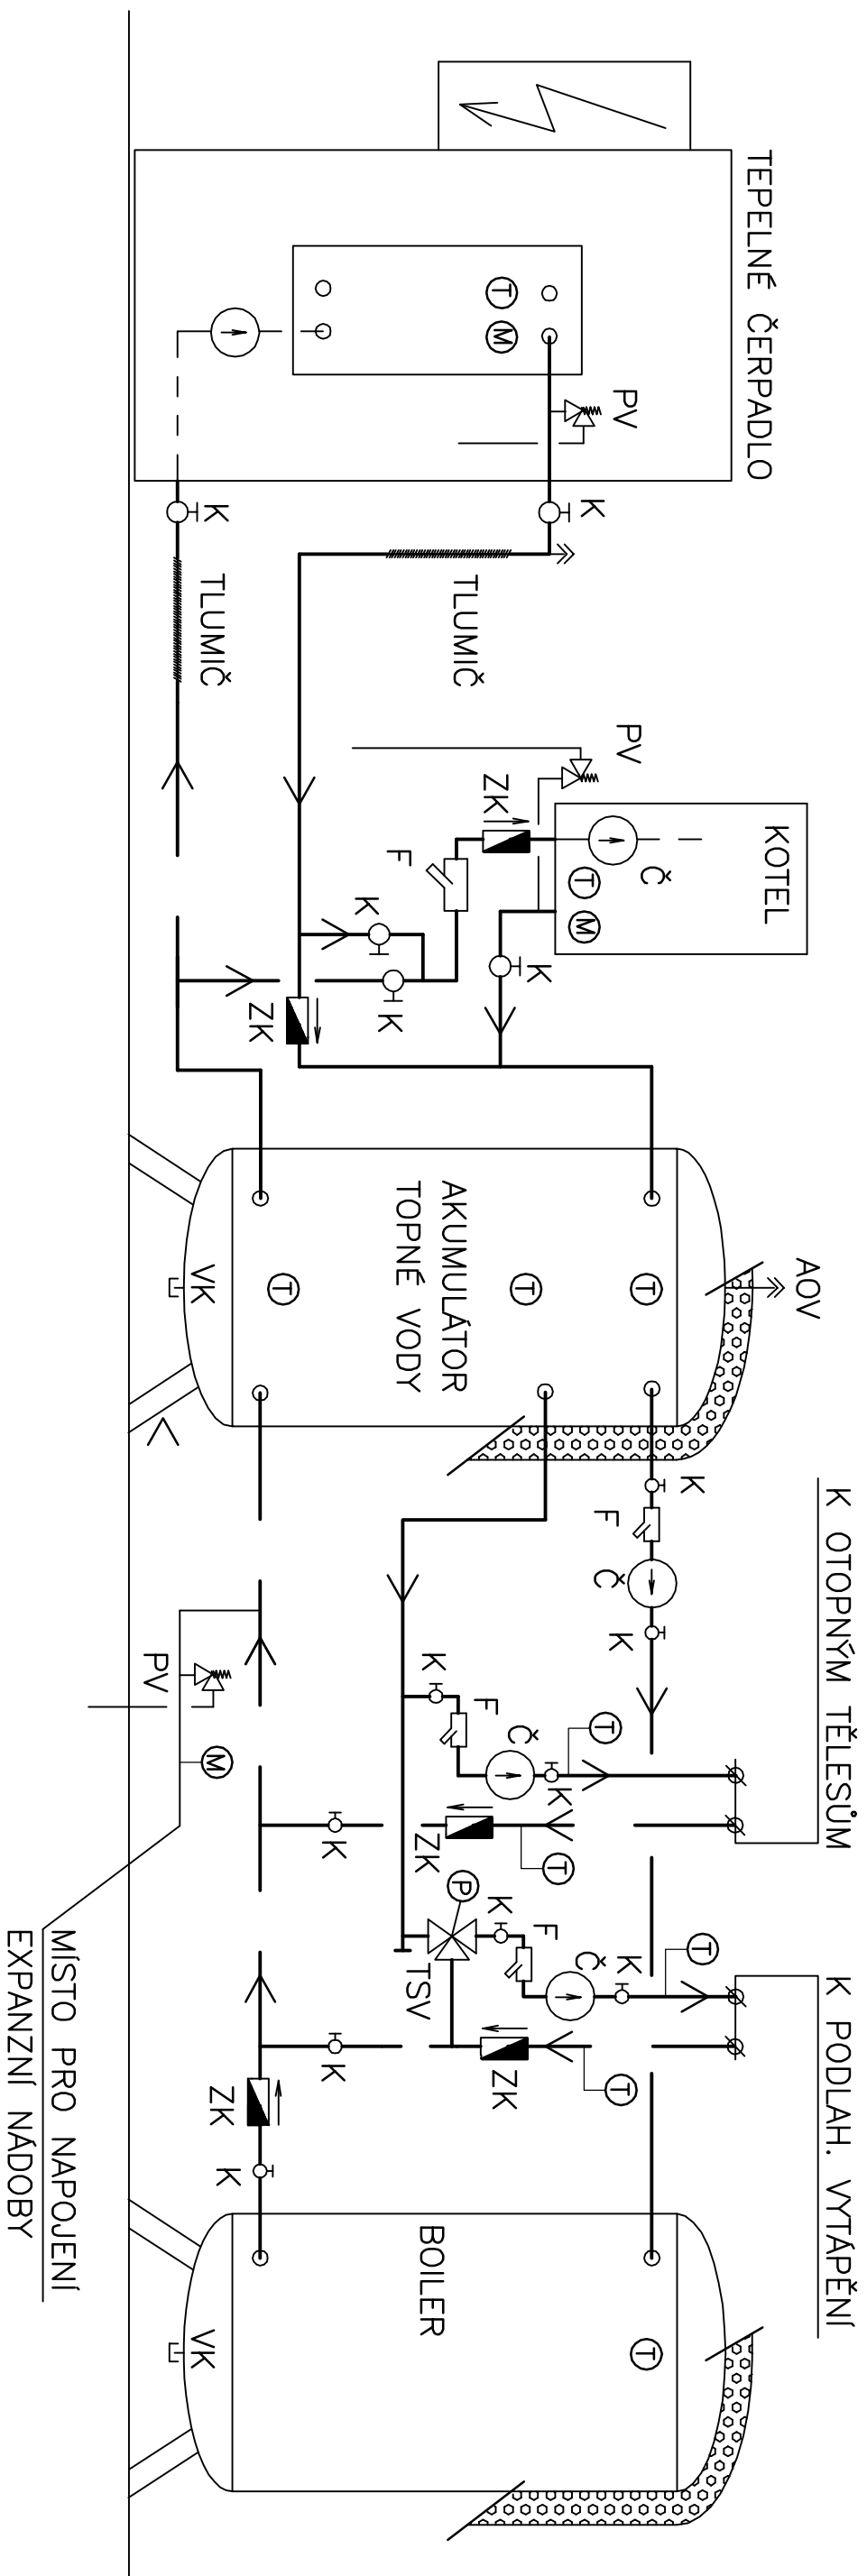 TEPELNÉ ČERPADLO
T
M
PV
K
K
TLUMIČ
TLUMIČ
PV
KOTEL
Č
T
M
ZK
F
K
K
K
ZK
AOV
AKUMULÁTOR
TOPNÉ VODY
T
T
T
VK
K OTOPNÝM TĚLESŮM
K
F
Č
K
K
F
Č
K
T
T
ZK
K
PV
M
K PODLAH. VYTÁPĚNÍ
P
TSV
K
F
Č
K
T
T
ZK
K
ZK
K
MÍSTO PRO NAPOJENÍ
EXPANZNÍ NÁDOBY
BOILER
T
VK